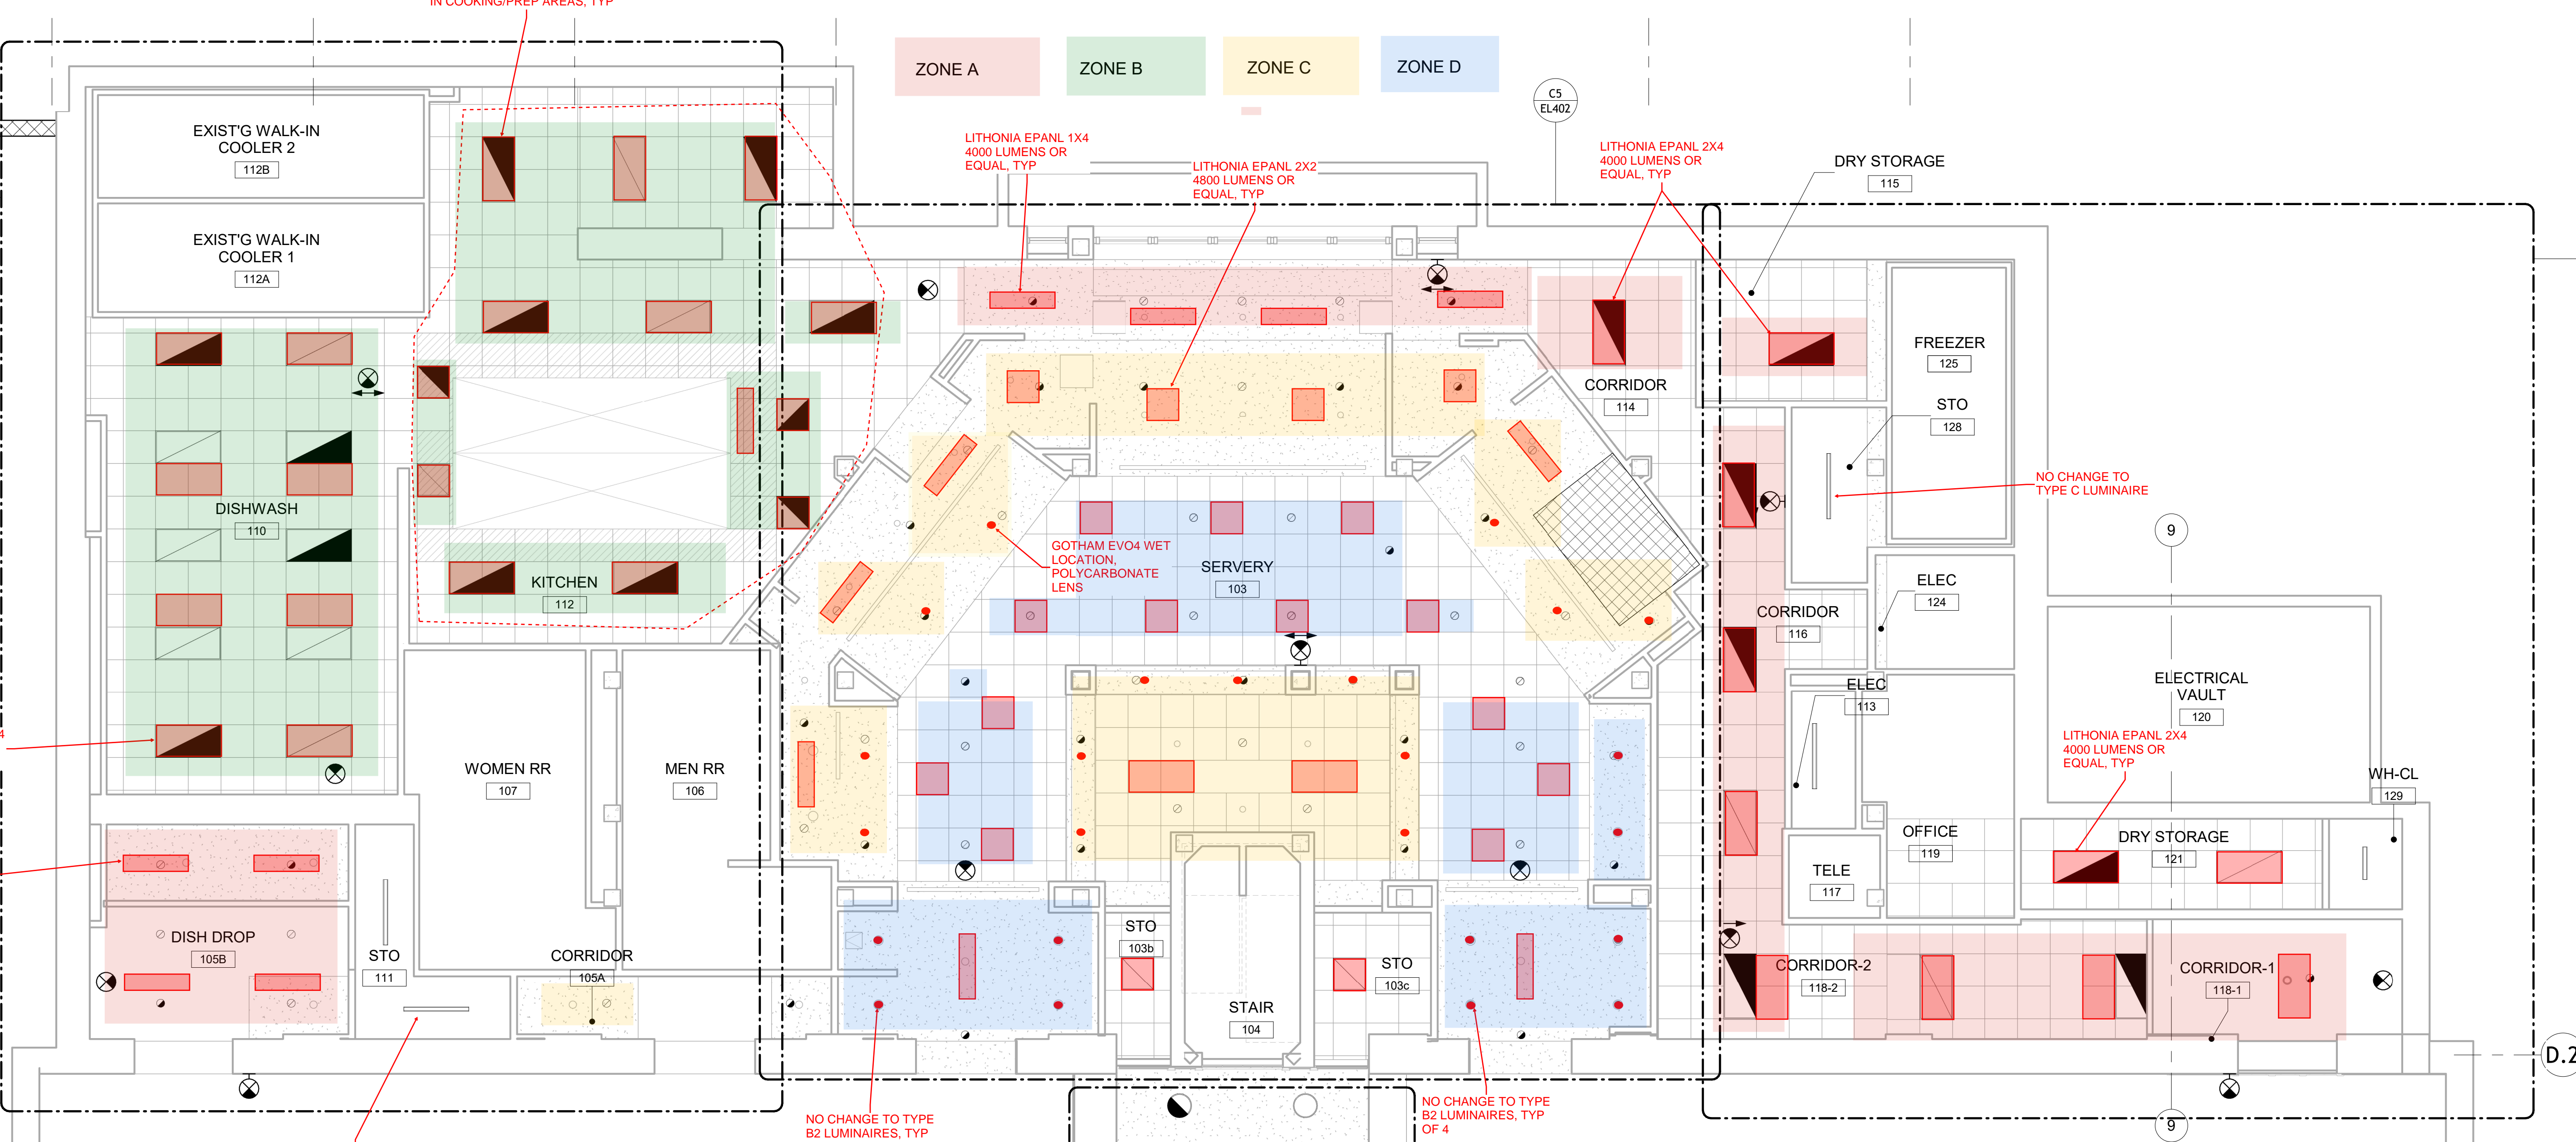 IN COOKING/PREP AREAS, TYP
ZONE A
ZONE B
ZONE C
ZONE D
C5
EL402
EXIST'G WALK-IN
COOLER 2
112B
LITHONIA EPANL 1X4
4000 LUMENS OR
EQUAL, TYP
LITHONIA EPANL 2X2
4800 LUMENS OR
EQUAL, TYP
LITHONIA EPANL 2X4
4000 LUMENS OR
EQUAL, TYP
DRY STORAGE
115
EXIST'G WALK-IN
COOLER 1
112A
FREEZER
125
CORRIDOR
114
STO
128
NO CHANGE TO
TYPE C LUMINAIRE
DISHWASH
110
9
GOTHAM EVO4 WET
LOCATION,
POLYCARBONATE
LENS
SERVERY
103
KITCHEN
112
ELEC
124
CORRIDOR
116
ELEC
113
ELECTRICAL
VAULT
120
4
LITHONIA EPANL 2X4
4000 LUMENS OR
EQUAL, TYP
WOMEN RR
107
MEN RR
106
WH-CL
129
OFFICE
119
DRY STORAGE
121
TELE
117
DISH DROP
105B
STO
111
CORRIDOR
105A
STO
103b
STO
103c
STAIR
104
CORRIDOR-2
118-2
CORRIDOR-1
118-1
D.2
NO CHANGE TO TYPE
B2 LUMINAIRES, TYP
NO CHANGE TO TYPE
B2 LUMINAIRES, TYP
OF 4
9